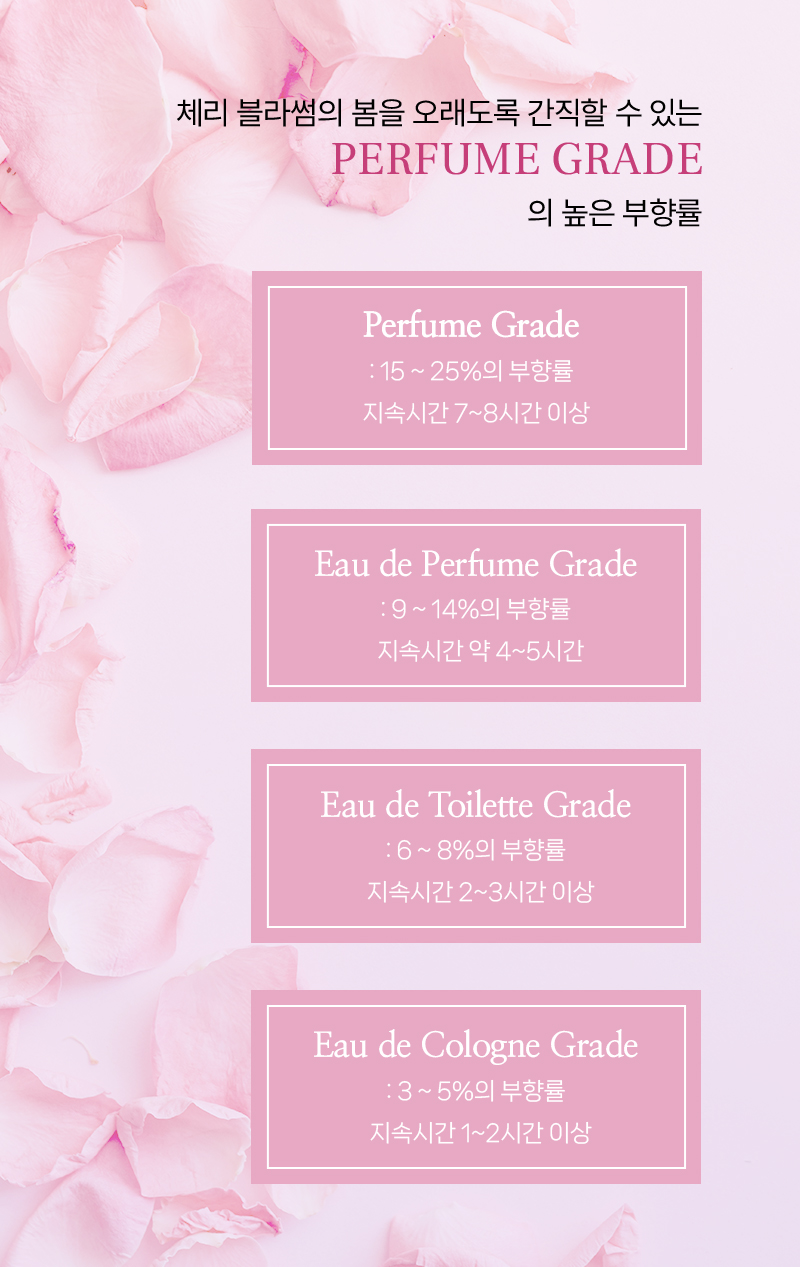 체리 블라썸의 봄을 오래도록 간직할 수 있는
PERFUME GRADE
의 높은 부향률
Perfume Grade
: 15 ~ 25%의 부향률
지속시간 7~8시간 이상
Eau de Perfume Grade
: 9 ~ 14%의 부향률
지속시간 약 4~5시간
Eau de Toilette Grade
: 6 ~ 8%의 부향률
지속시간 2~3시간 이상
Eau de Cologne Grade
: 3 ~ 5%의 부향률
지속시간 1~2시간 이상